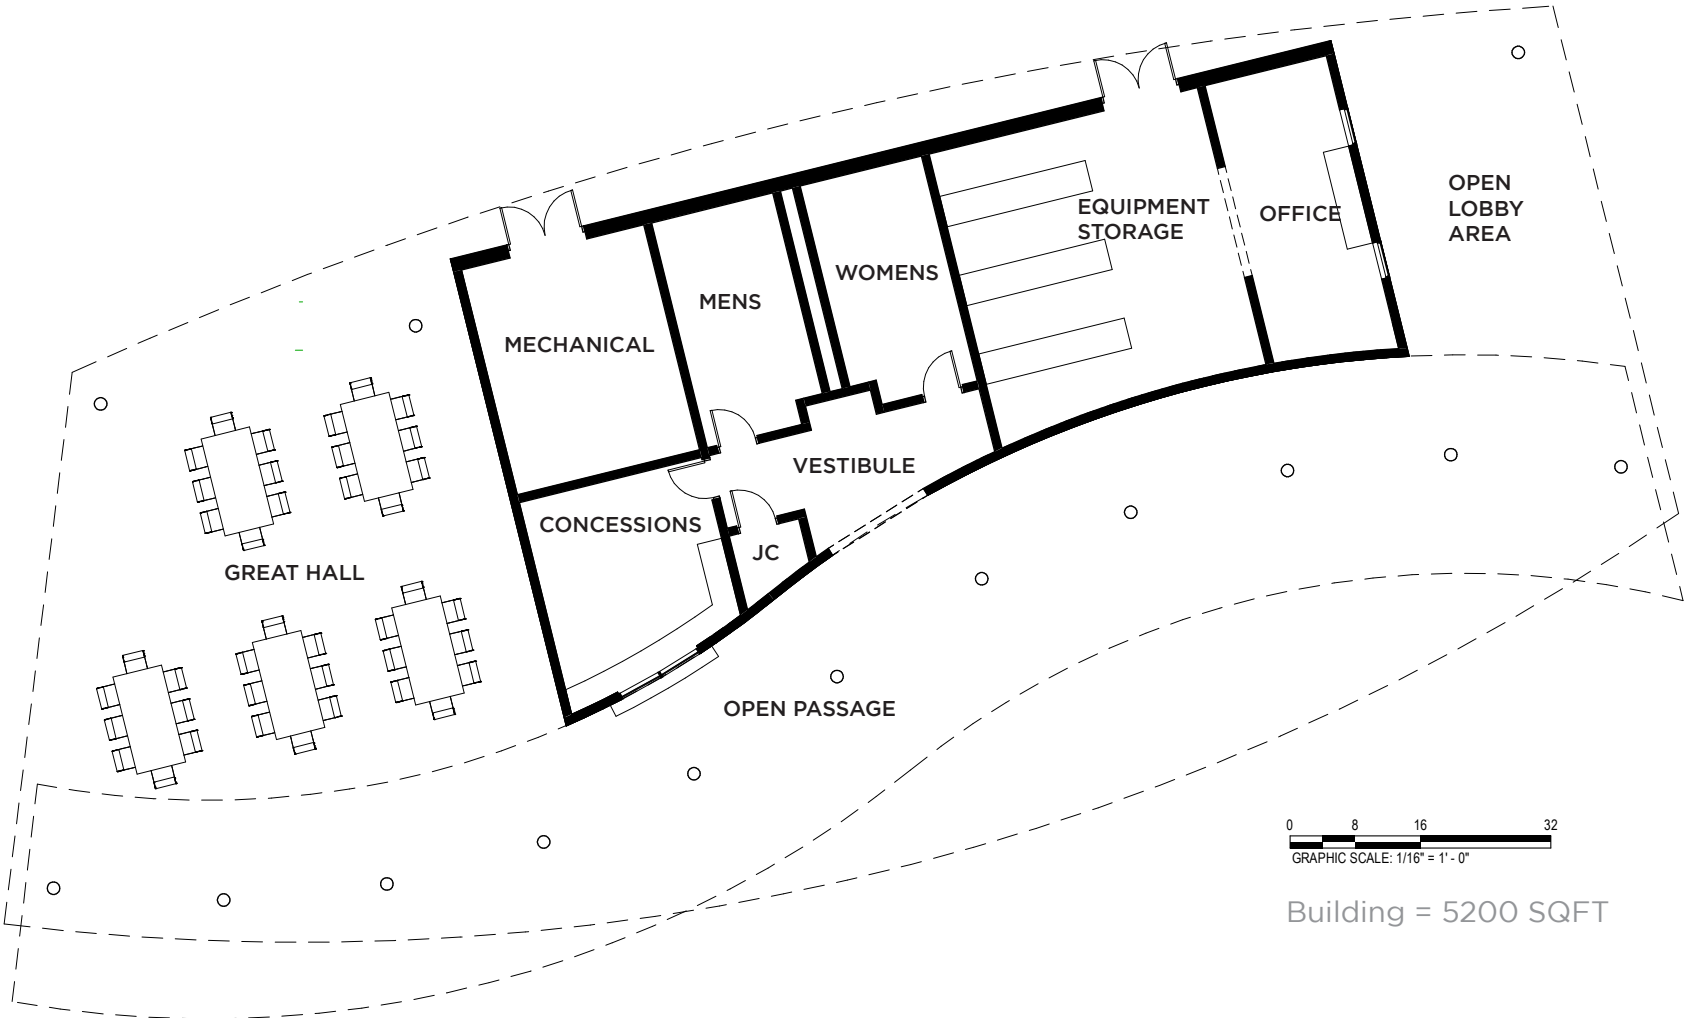 EQUIPMENT
STORAGE
OFFICE
OPEN
LOBBY
AREA
WOMENS
MENS
MECHANICAL
VESTIBULE
CONCESSIONS
JC
GREAT HALL
OPEN PASSAGE
0 8 16 32
GRAPHIC SCALE: 1/16" = 1' - 0"
Building = 5200 SQFT